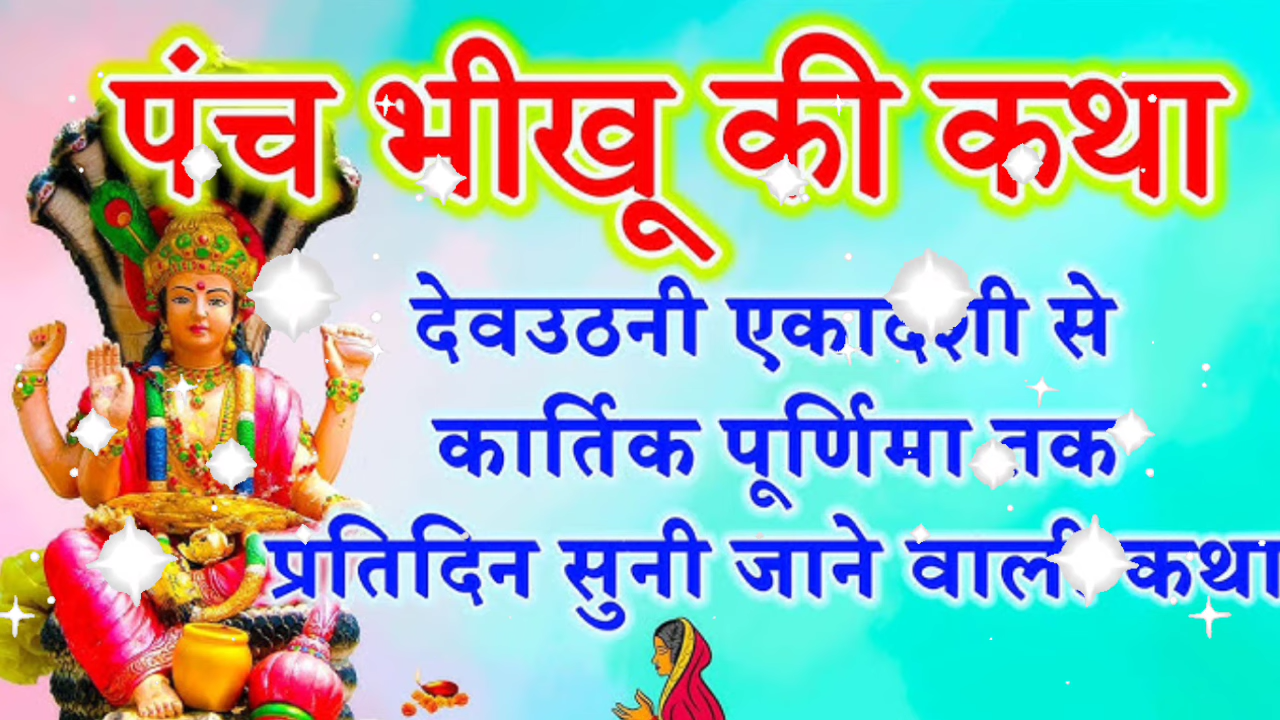 पंच भीखू की कथा
देवउठनी एकादशी से
कार्तिक पूर्णिमा तक
प्रतिदिन सुनी जाने वाली कथा